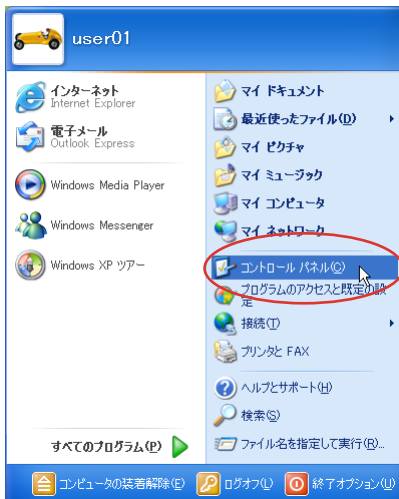 user01
インターネット
Internet Explorer
電子メール
Outlook Express
Windows Media Player
Windows Messenger
Windows XP ツアー
すべてのプログラム(P)
マイ ドキュメント
最近使ったファイル(D)
マイ ピクチャ
マイ ミュージック
マイ コンピュータ
マイ ネットワーク
コントロール パネル(C)
プログラムのアクセスと既定の設
定
接続(T)
プリンタと FAX
ヘルプとサポート(H)
検索(S)
ファイル名を指定して実行(R)...
コンピュータの装着解除(E)
ログオフ(L)
終了オプション(U)